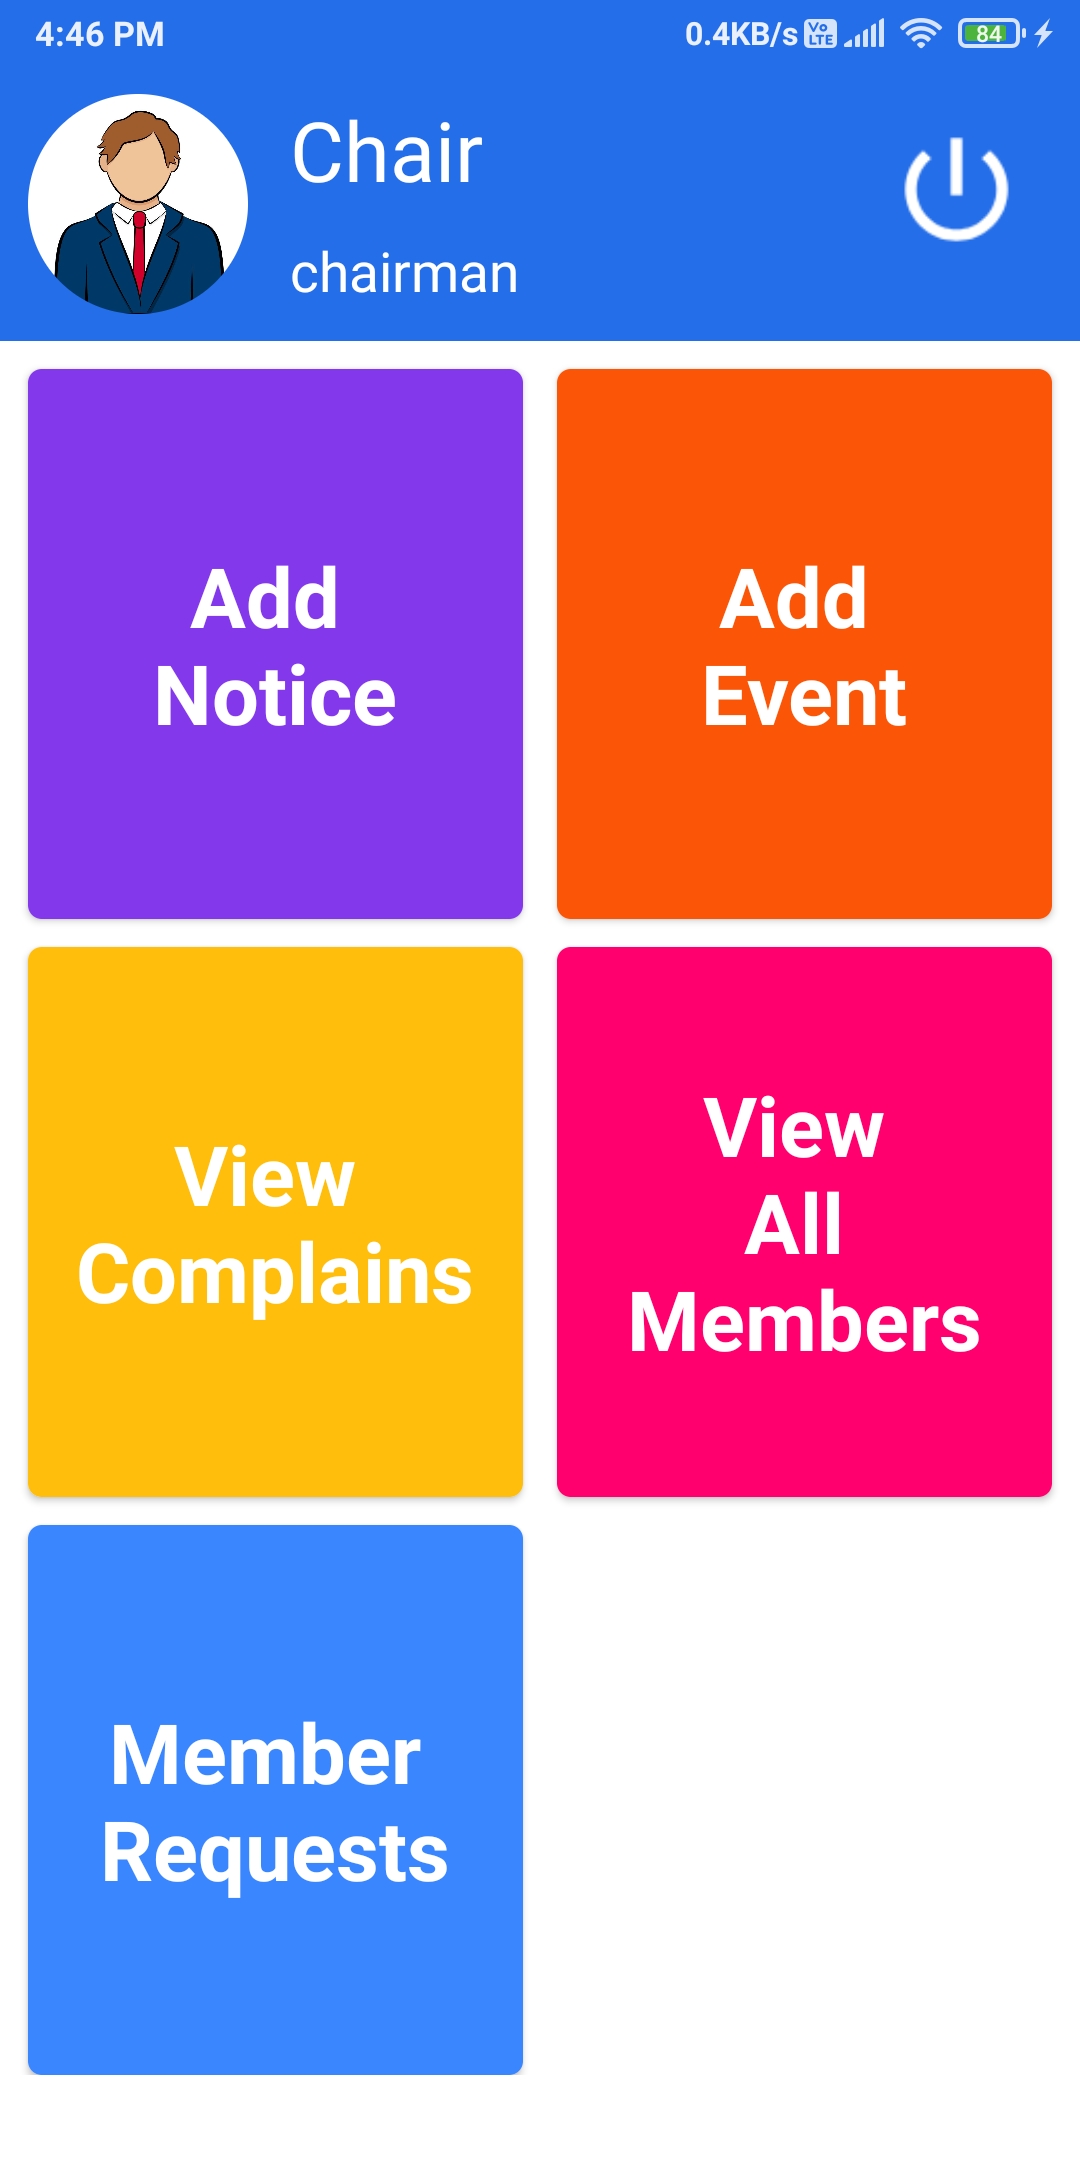 4:46 PM 0.4KB/s Vo LTE 84
Chair
chairman
Add
Notice
Add
Event
View
Complains
View
All
Members
Member
Requests